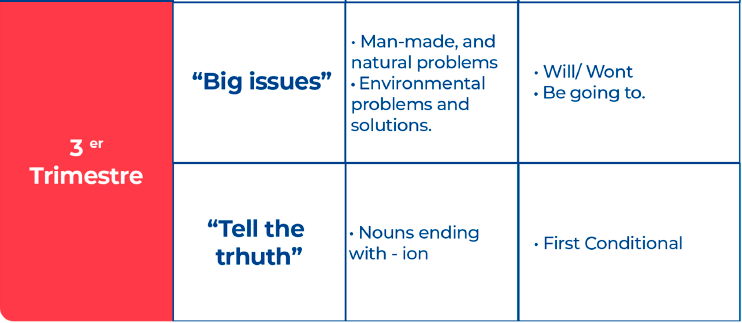 3 er
Trimestre
“Big issues”
• Man-made, and
natural problems
• Environmental
problems and
solutions.
• Will/ Wont
• Be going to.
“Tell the
trhuth”
• Nouns ending
with - ion
• First Conditional